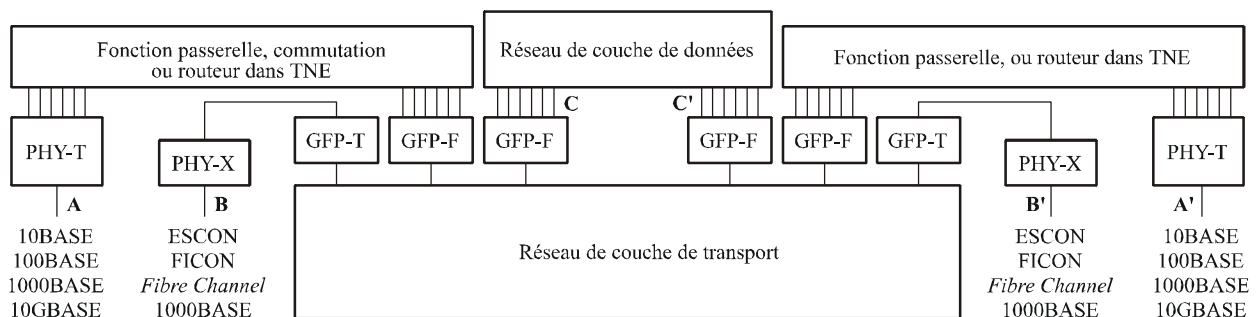 Fonction passerelle, commutation
ou routeur dans TNE
Réseau de couche de données
Fonction passerelle, ou routeur dans TNE
C
C'
PHY-T
PHY-X
GFP-T
GFP-F
GFP-F
GFP-F
GFP-F
GFP-T
PHY-X
PHY-T
A
B
B'
A'
10BASE
100BASE
1000BASE
10GBASE
ESCON
FICON
Fibre Channel
1000BASE
Réseau de couche de transport
ESCON
FICON
Fibre Channel
1000BASE
10BASE
100BASE
1000BASE
10GBASE